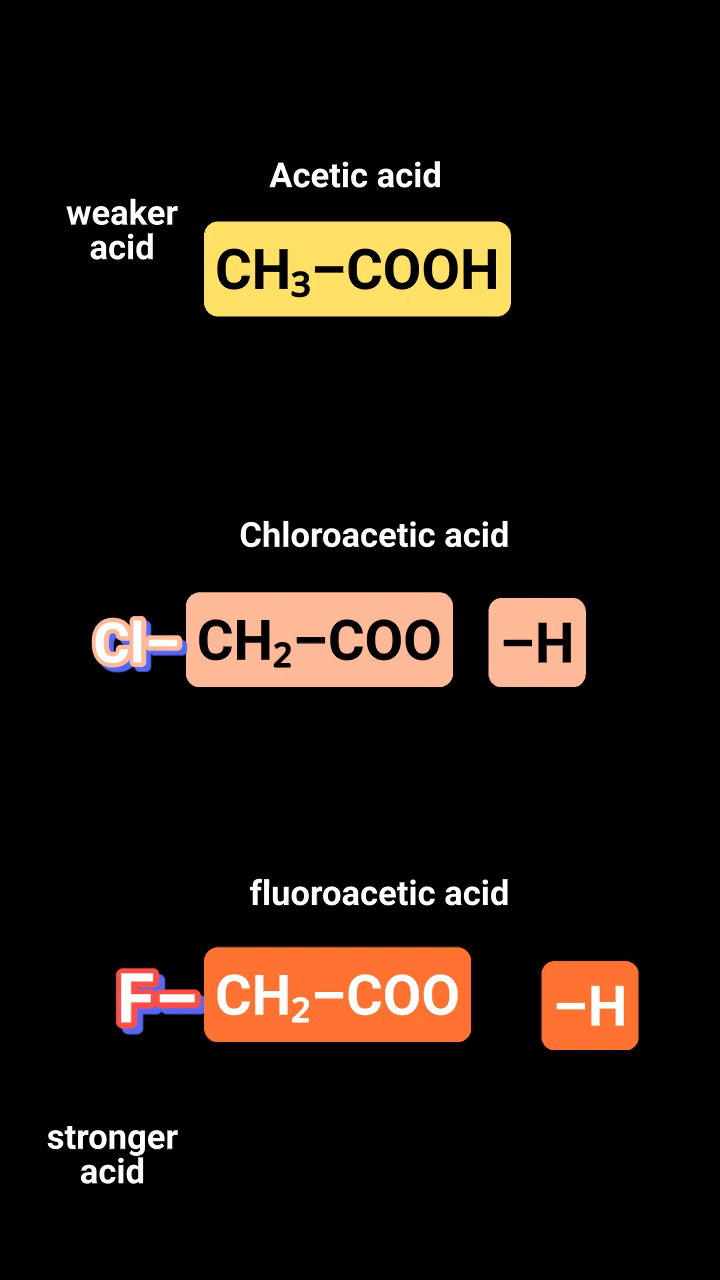 Acetic acid
weaker
acid
CH₃–COOH
Chloroacetic acid
Cl– CH₂–COO –H
fluoroacetic acid
F– CH₂–COO –H
stronger
acid